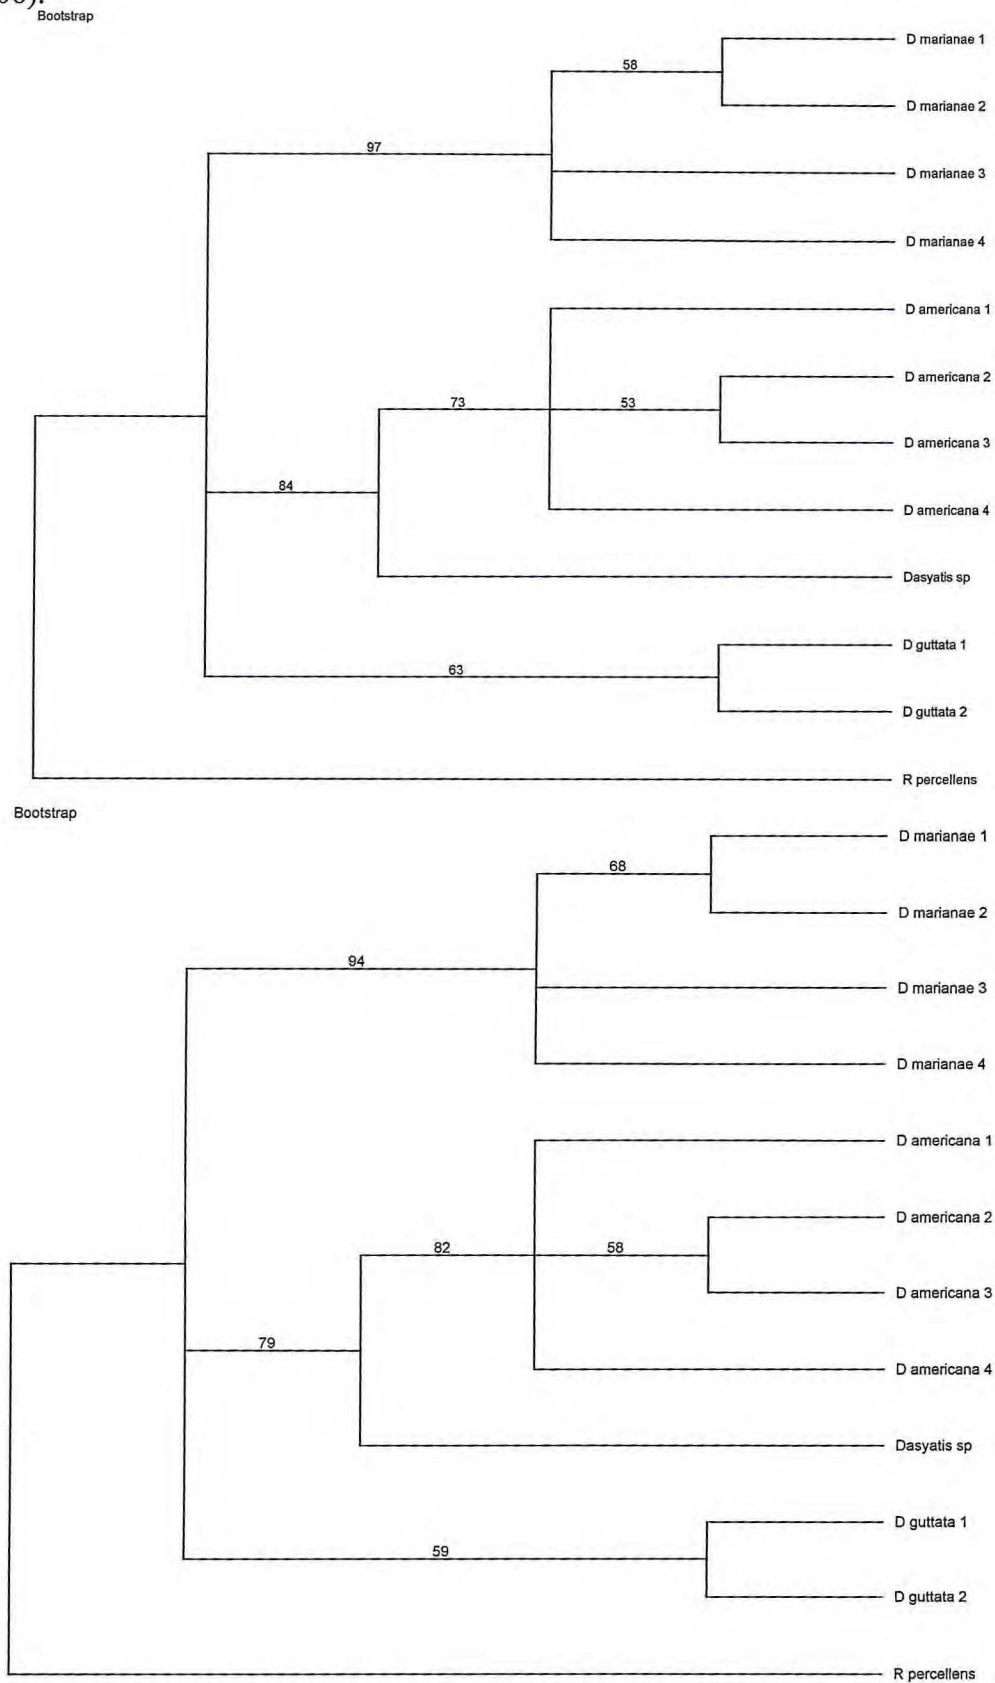 Bootstrap
D marianae 1
58
D marianae 2
97
D marianae 3
D marianae 4
D americana 1
D americana 2
73
53
D americana 3
84
D americana 4
Dasyatis sp
D guttata 1
63
D guttata 2
R percellens
Bootstrap
D marianae 1
68
D marianae 2
94
D marianae 3
D marianae 4
D americana 1
D americana 2
82
58
D americana 3
79
D americana 4
Dasyatis sp
D guttata 1
59
D guttata 2
R percellens